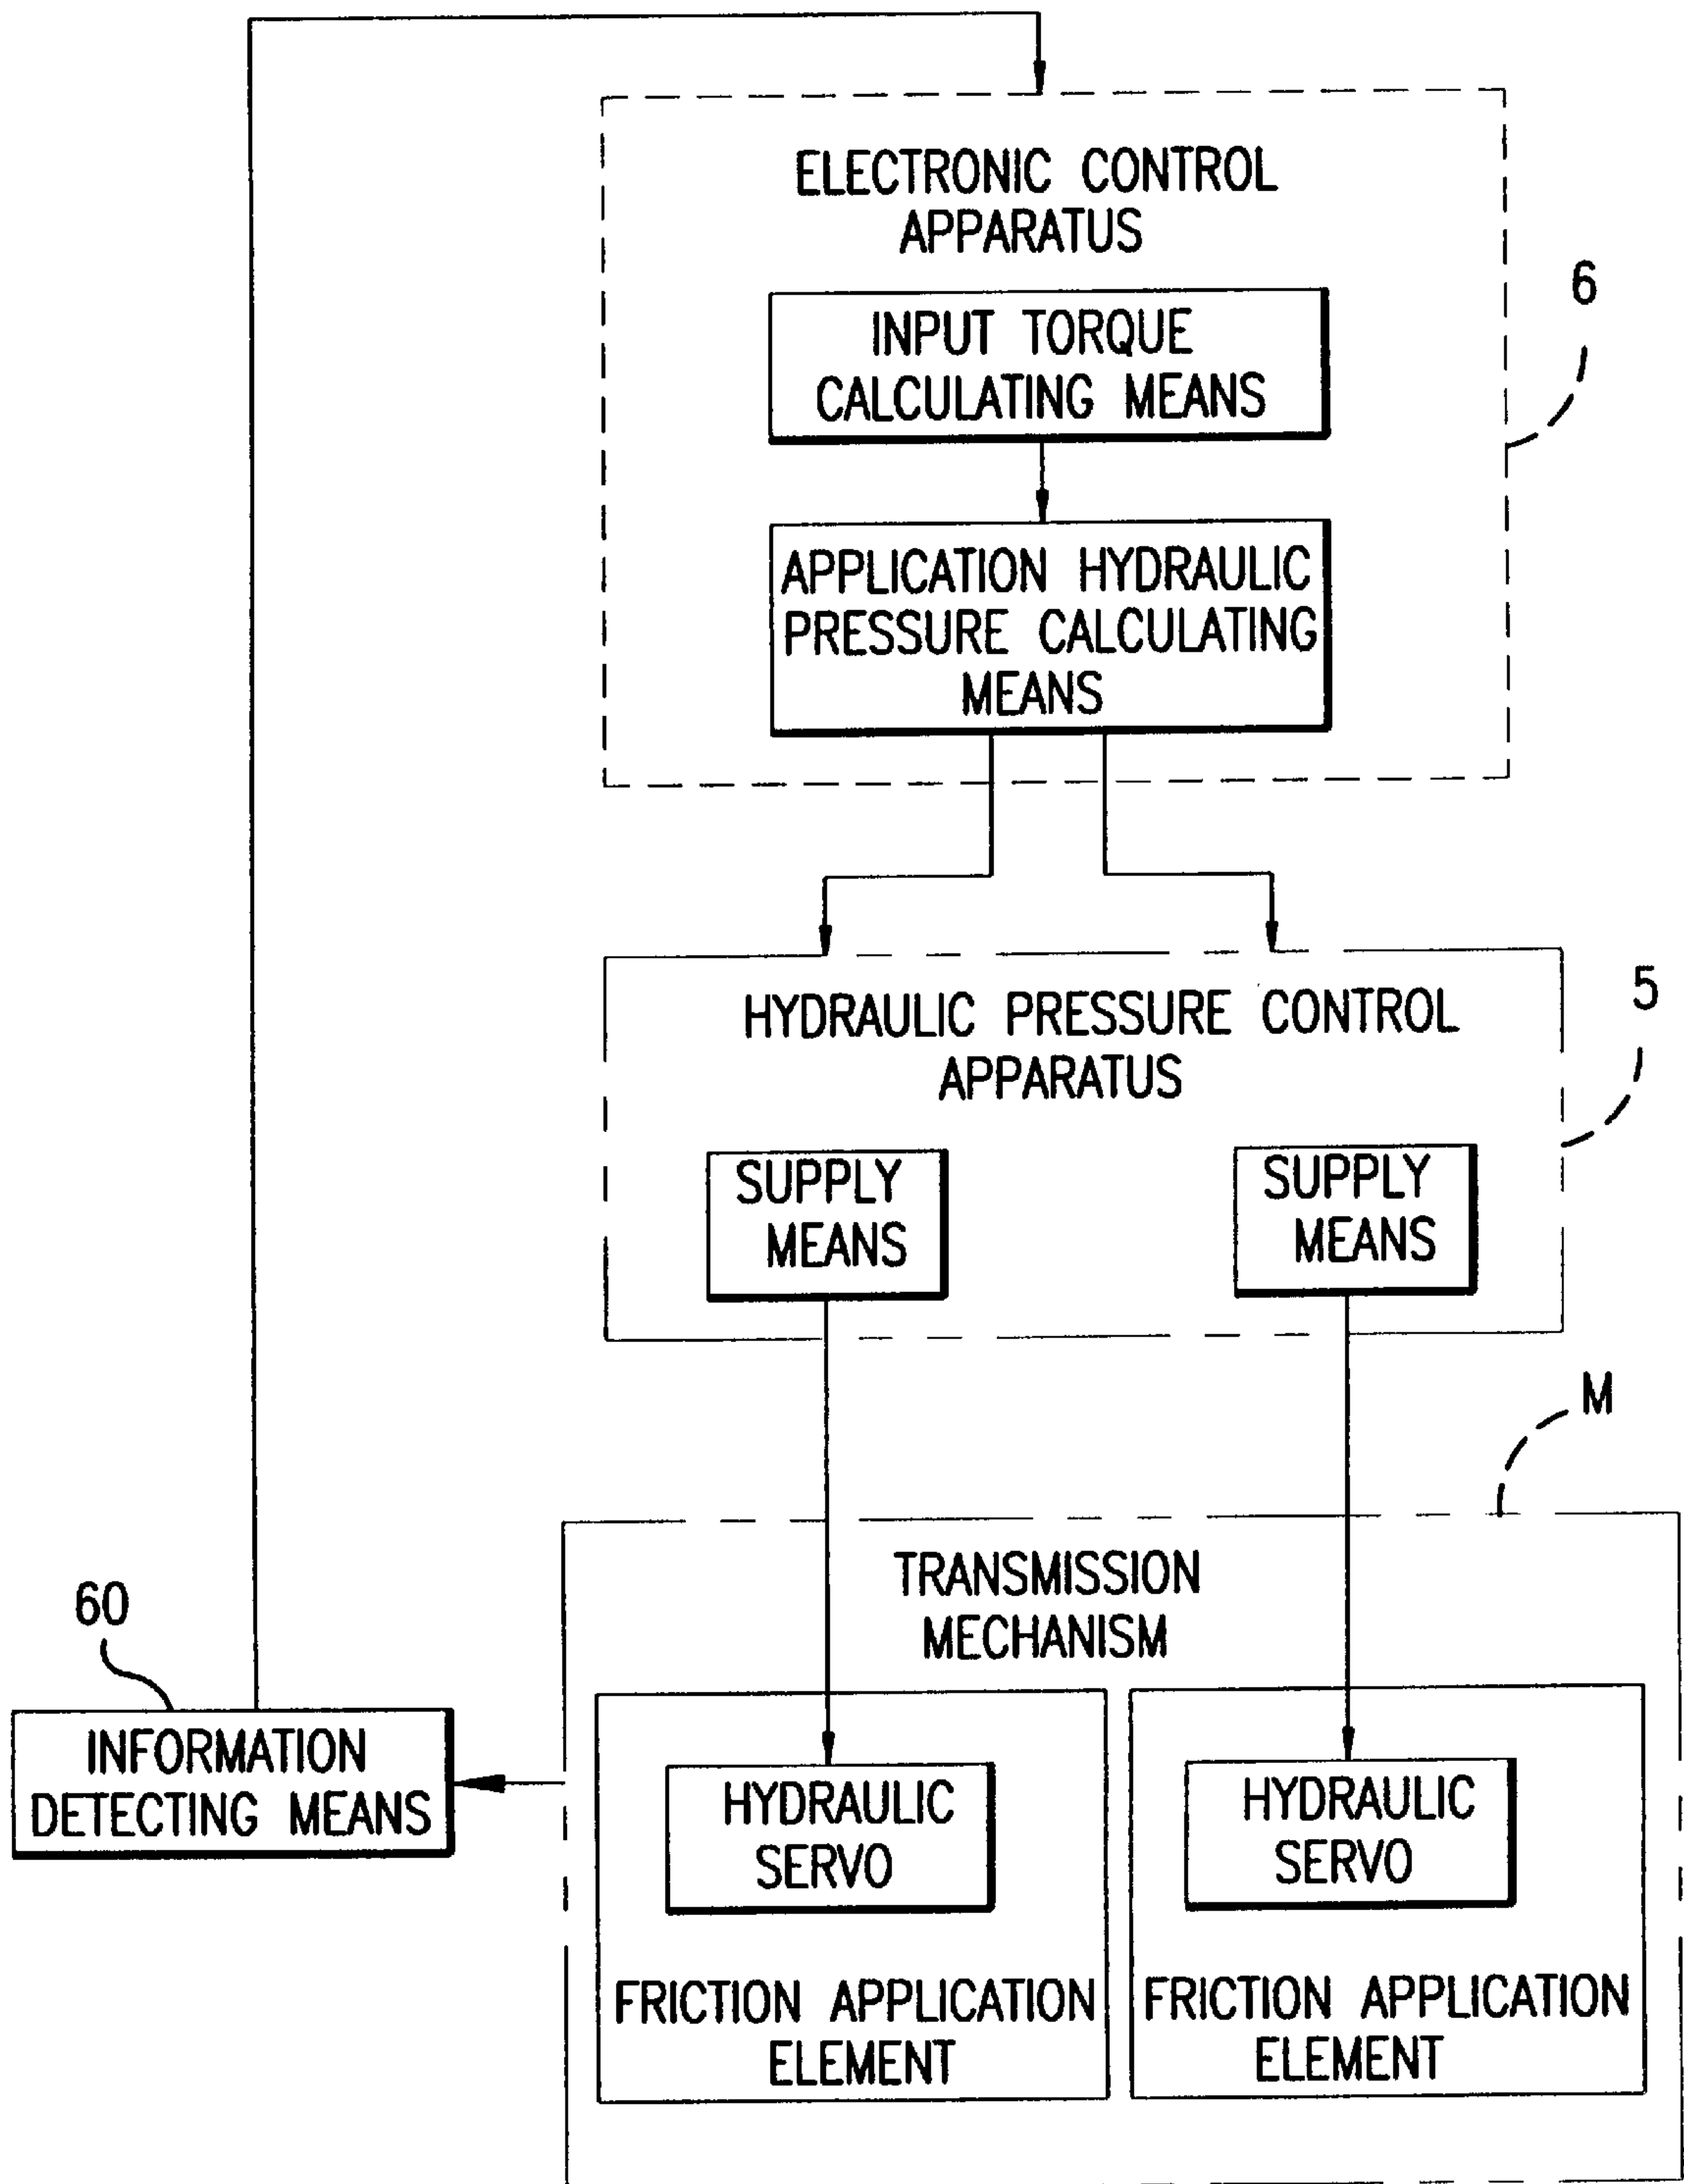 ELECTRONIC CONTROL
APPARATUS
6
INPUT TORQUE
CALCULATING MEANS
APPLICATION HYDRAULIC
PRESSURE CALCULATING
MEANS
5
HYDRAULIC PRESSURE CONTROL
APPARATUS
SUPPLY
MEANS
SUPPLY
MEANS
M
TRANSMISSION
MECHANISM
60
INFORMATION
DETECTING MEANS
HYDRAULIC
SERVO
FRICTION APPLICATION
ELEMENT
HYDRAULIC
SERVO
FRICTION APPLICATION
ELEMENT